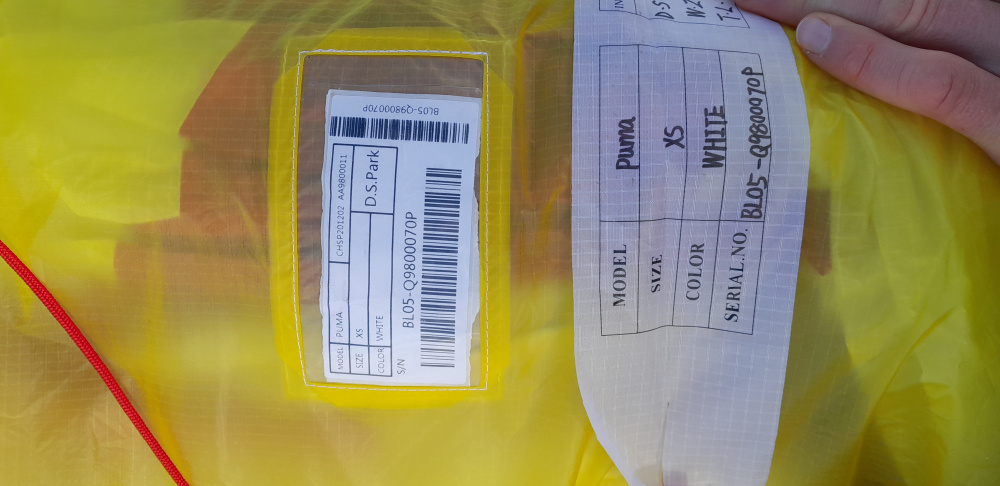 MODEL PUMA CHSP201202 AA9800011
SIZE XS D.S.Park
COLOR WHITE
S/N BL05-Q9800070P
BL05-Q9800070P
IN
D-S
MODEL Puma
SIZE XS
COLOR WHITE
SERIAL.NO. BL05-Q9800070P